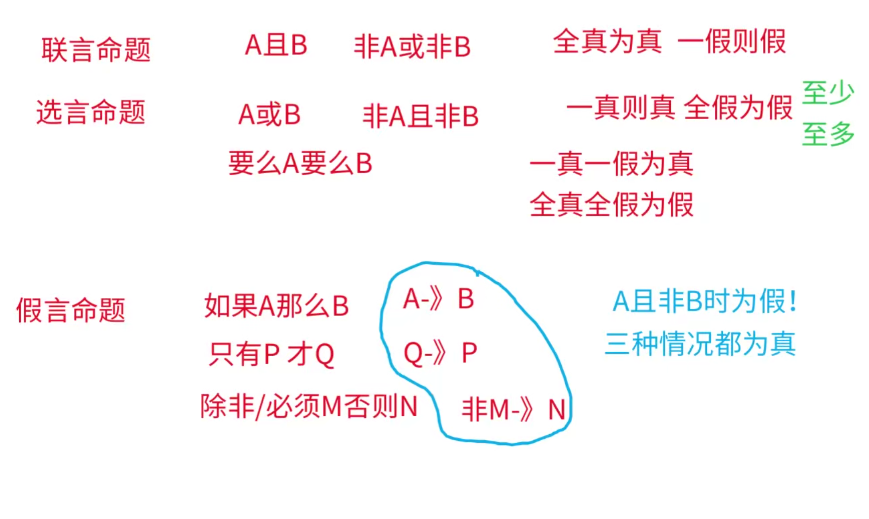 联言命题 A且B 非A或非B 全真为真 一假则假
选言命题 A或B 非A且非B 一真则真 全假为假 至少
至多
要么A要么B 一真一假为真
全真全假为假
假言命题 如果A那么B A-》B A且非B时为假！
只有P 才Q Q-》P 三种情况都为真
除非/必须M否则N 非M-》N